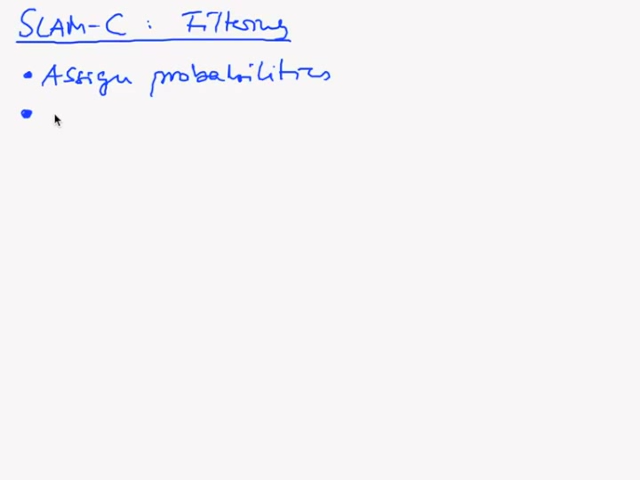 SLAM-C : Filtering
• Assign probabilities
•